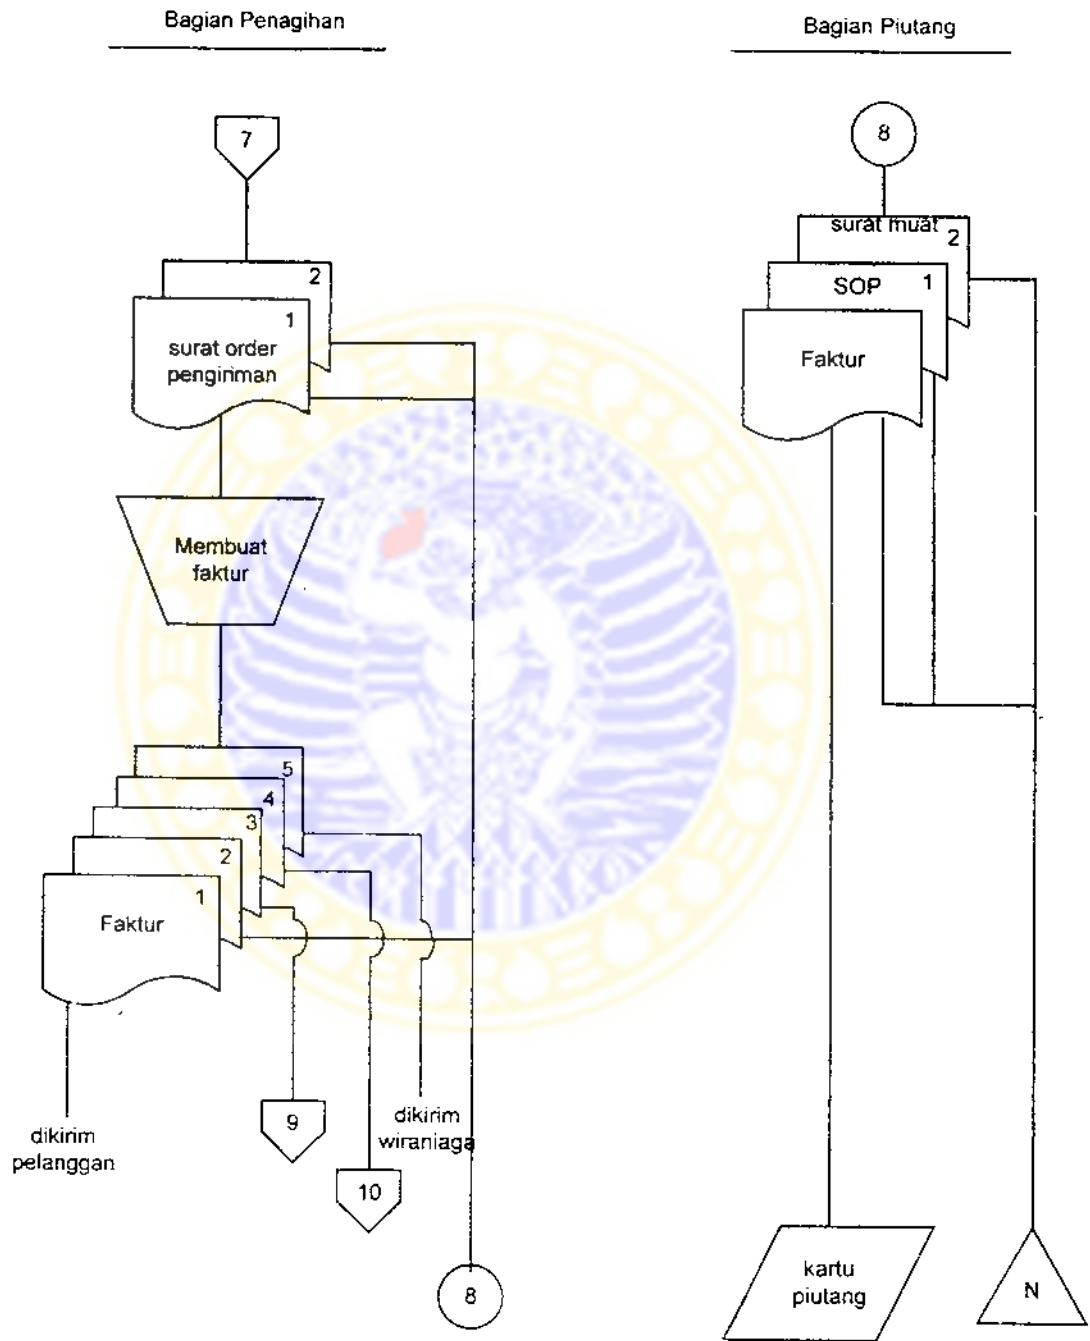 Bagian Penagihan
7
2
1
surat order
pengiriman
Membuat
faktur
5
4
3
2
1
Faktur
dikirim
pelanggan
9
10
dikirim
wiraniaga
8
Bagian Piutang
8
surat muat
2
SOP
1
Faktur
kartu
piutang
N